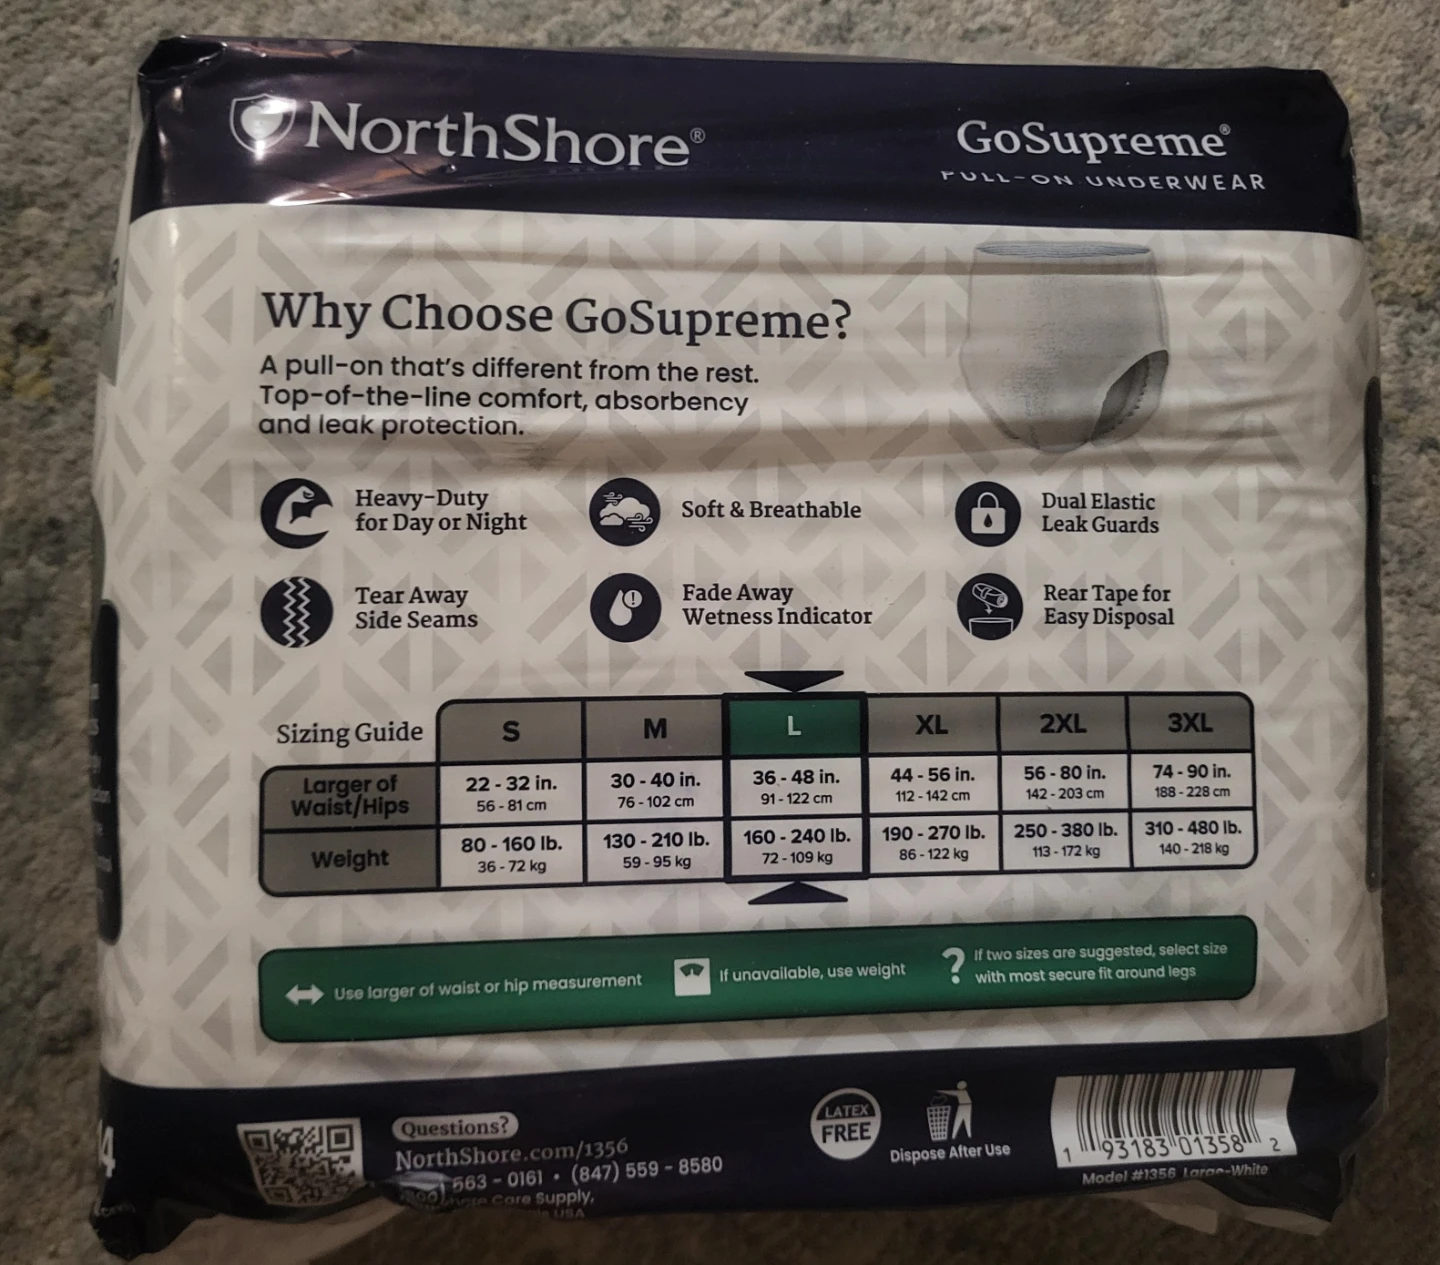 NorthShore®
GoSupreme®
PULL-ON UNDERWEAR
Why Choose GoSupreme?
A pull-on that's different from the rest.
Top-of-the-line comfort, absorbency
and leak protection.
Heavy-Duty
for Day or Night
Soft & Breathable
Dual Elastic
Leak Guards
Tear Away
Side Seams
Fade Away
Wetness Indicator
Rear Tape for
Easy Disposal
Sizing Guide S M L XL 2XL 3XL
Larger of
Waist/Hips
22 - 32 in. 30 - 40 in. 36 - 48 in. 44 - 56 in. 56 - 80 in. 74 - 90 in.
56 - 81 cm 76 - 102 cm 91 - 122 cm 112 - 142 cm 142 - 203 cm 188 - 228 cm
Weight
80 - 160 lb. 130 - 210 lb. 160 - 240 lb. 190 - 270 lb. 250 - 380 lb. 310 - 480 lb.
36 - 72 kg 59 - 95 kg 72 - 109 kg 86 - 122 kg 113 - 172 kg 140 - 218 kg
Use larger of waist or hip measurement
If unavailable, use weight
If two sizes are suggested, select size
with most secure fit around legs
Questions?
NorthShore.com/1356
563 - 0161 • (847) 559 - 8580
Care Supply,
USA
LATEX
FREE
Dispose After Use
1 93183 01358 2
Model #1356 Large-White
4